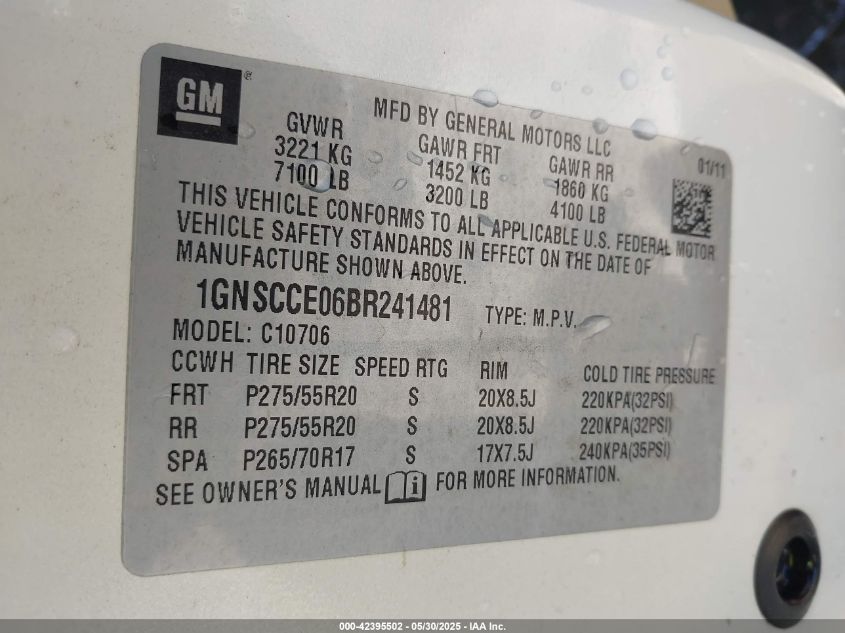 GM ®
MFD BY GENERAL MOTORS LLC
01/11
GVWR GAWR FRT GAWR RR
3221 KG 1452 KG 1860 KG
7100 LB 3200 LB 4100 LB
THIS VEHICLE CONFORMS TO ALL APPLICABLE U.S. FEDERAL MOTOR
VEHICLE SAFETY STANDARDS IN EFFECT ON THE DATE OF
MANUFACTURE SHOWN ABOVE.
1GNSCCE06BR241481 TYPE: M.P.V.
MODEL: C10706
CCWH TIRE SIZE SPEED RTG RIM COLD TIRE PRESSURE
FRT P275/55R20 S 20X8.5J 220KPA(32PSI)
RR P275/55R20 S 20X8.5J 220KPA(32PSI)
SPA P265/70R17 S 17X7.5J 240KPA(35PSI)
SEE OWNER'S MANUAL i FOR MORE INFORMATION.
000-42395502 - 05/30/2025 - IAA Inc.